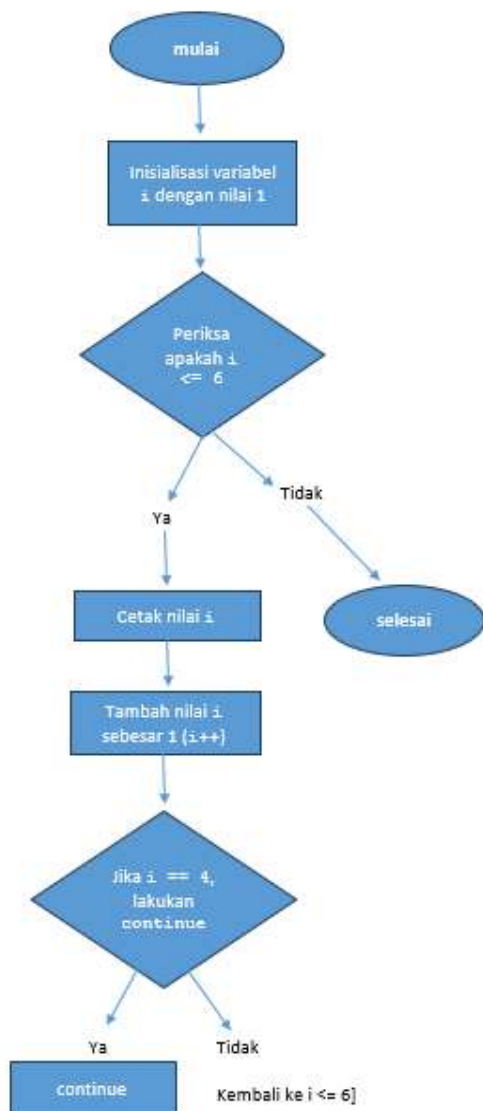 mulai
Inisialisasi variabel
i dengan nilai 1
Periksa
apakah i
<= 6
Tidak
Ya
Cetak nilai i
selesai
Tambah nilai i
sebesar 1 (i++)
Jika i == 4,
lakukan
continue
Ya
Tidak
continue
Kembali ke i <= 6]